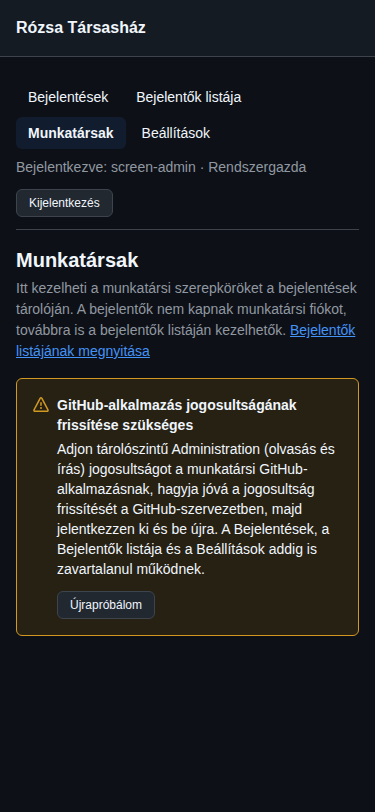 Rózsa Társasház
Bejelentések
Bejelentők listája
Munkatársak
Beállítások
Bejelentkezve: screen-admin · Rendszergazda
Kijelentkezés
Munkatársak
Itt kezelheti a munkatársi szerepköröket a bejelentések
tárolóján. A bejelentők nem kapnak munkatársi fiókot,
továbbra is a bejelentők listáján kezelhetők. Bejelentők
listájának megnyitása
GitHub-alkalmazás jogosultságának
frissítése szükséges
Adjon tárolószintű Administration (olvasás és
írás) jogosultságot a munkatársi GitHub-
alkalmazásnak, hagyja jóvá a jogosultság
frissítését a GitHub-szervezetben, majd
jelentkezzen ki és be újra. A Bejelentések, a
Bejelentők listája és a Beállítások addig is
zavartalanul működnek.
Újrapróbálom